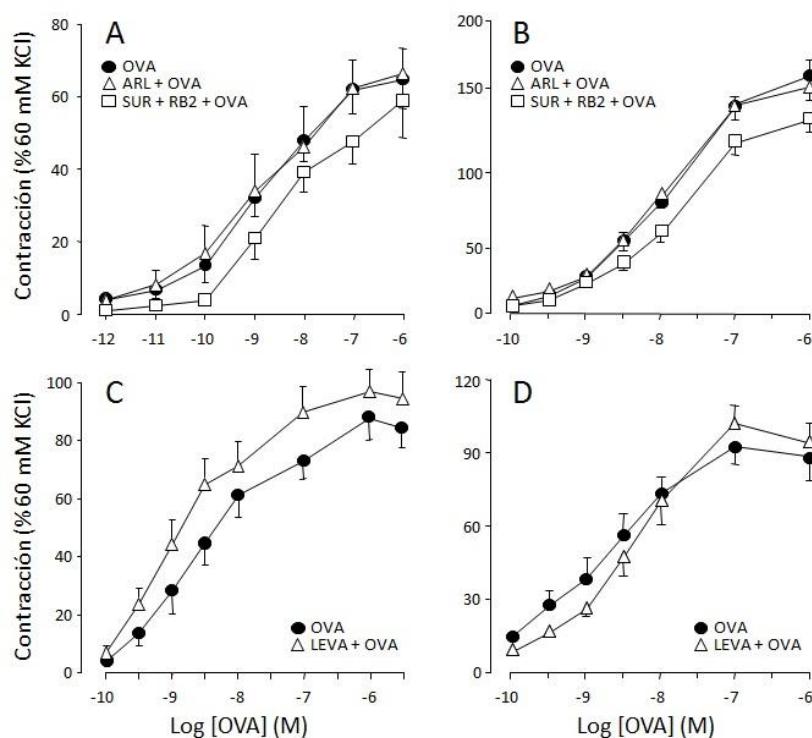 A
B
OVA
ARL + OVA
SUR + RB2 + OVA
OVA
ARL + OVA
SUR + RB2 + OVA
Contracción (% 60 mM KCl)
80
60
40
20
0
-12 -11 -10 -9 -8 -7 -6
200
150
100
50
0
-10 -9 -8 -7 -6
C
D
Contracción (% 60 mM KCl)
100
80
60
40
20
0
OVA
LEVA + OVA
-10 -9 -8 -7 -6
Log [OVA] (M)
120
90
60
30
0
OVA
LEVA + OVA
-10 -9 -8 -7 -6
Log [OVA] (M)